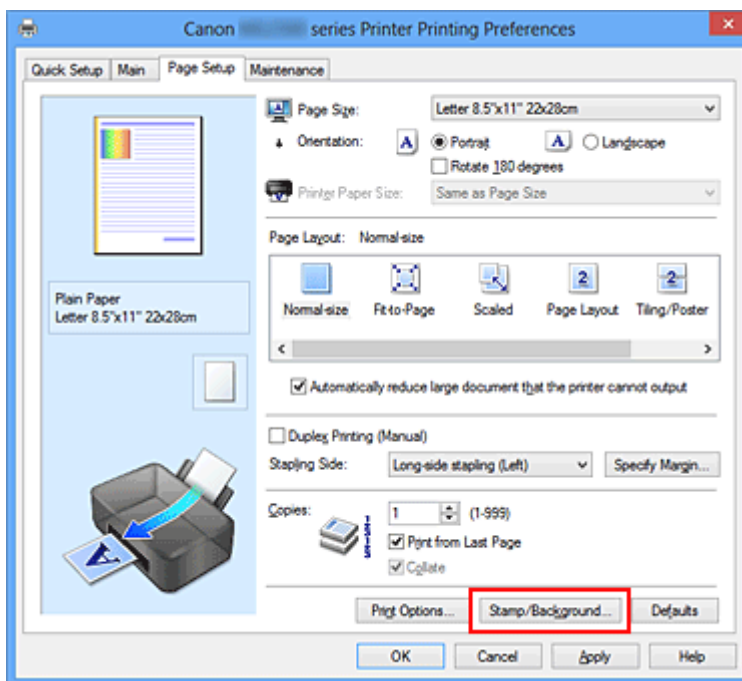 Canon series Printer Printing Preferences
Quick Setup Main Page Setup Maintenance
Page Size: Letter 8.5"x11" 22x28cm
Orientation: A Portrait A Landscape
Rotate 180 degrees
Printer Paper Size: Same as Page Size
Page Layout: Normal-size
2 2
Normal-size Fit-to-Page Scaled Page Layout Tiling/Poster
Plain Paper
Letter 8.5"x11" 22x28cm
Automatically reduce large document that the printer cannot output
Duplex Printing (Manual)
Stapling Side: Long-side stapling (Left) Specify Margin...
Copies: 1 (1-999)
Print from Last Page
Collate
A
Print Options... Stamp/Background... Defaults
OK Cancel Apply Help